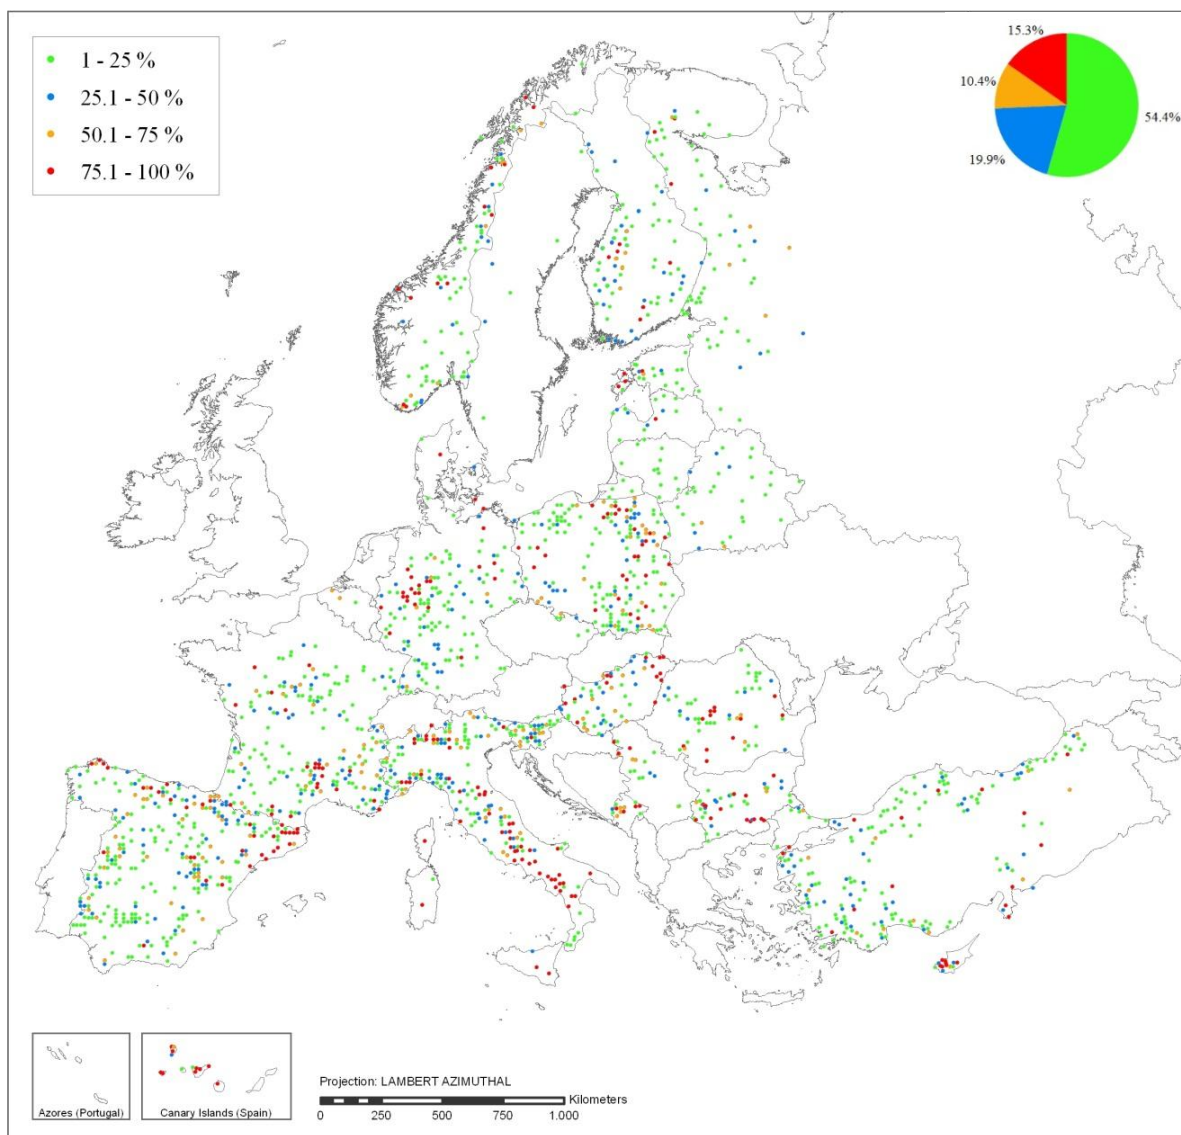 1 - 25 %
25.1 - 50 %
50.1 - 75 %
75.1 - 100 %
15.3%
10.4%
54.4%
19.9%
Azores (Portugal)
Canary Islands (Spain)
Projection: LAMBERT AZIMUTHAL
Kilometers
0 250 500 750 1.000